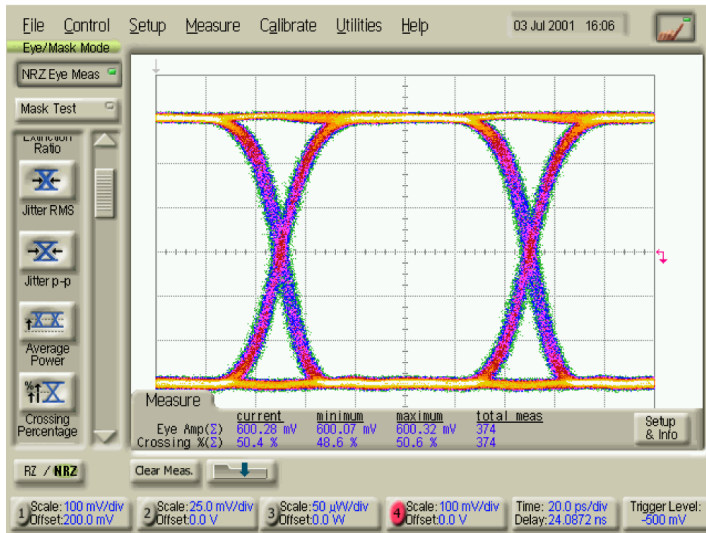 File Control Setup Measure Calibrate Utilities Help 03 Jul 2001 16:06
Eye/Mask Mode
NRZ Eye Meas
Mask Test
Extinction
Ratio
Jitter RMS
Jitter p-p
Average
Power
%
Crossing
Percentage
Measure
current minimum maximum total meas
Eye Amp(Σ) 600.28 mV 600.07 mV 600.32 mV 374
Crossing %(Σ) 50.4 % 48.6 % 50.6 % 374
Setup
& Info
RZ / NRZ
Clear Meas.
1 Scale:100 mV/div
Offset:200.0 mV
2 Scale:25.0 mV/div
Offset:0.0 V
3 Scale:50 µW/div
Offset:0.0 W
4 Scale:100 mV/div
Offset:0.0 V
Time: 20.0 ps/div
Delay:24.0872 ns
Trigger Level:
-500 mV